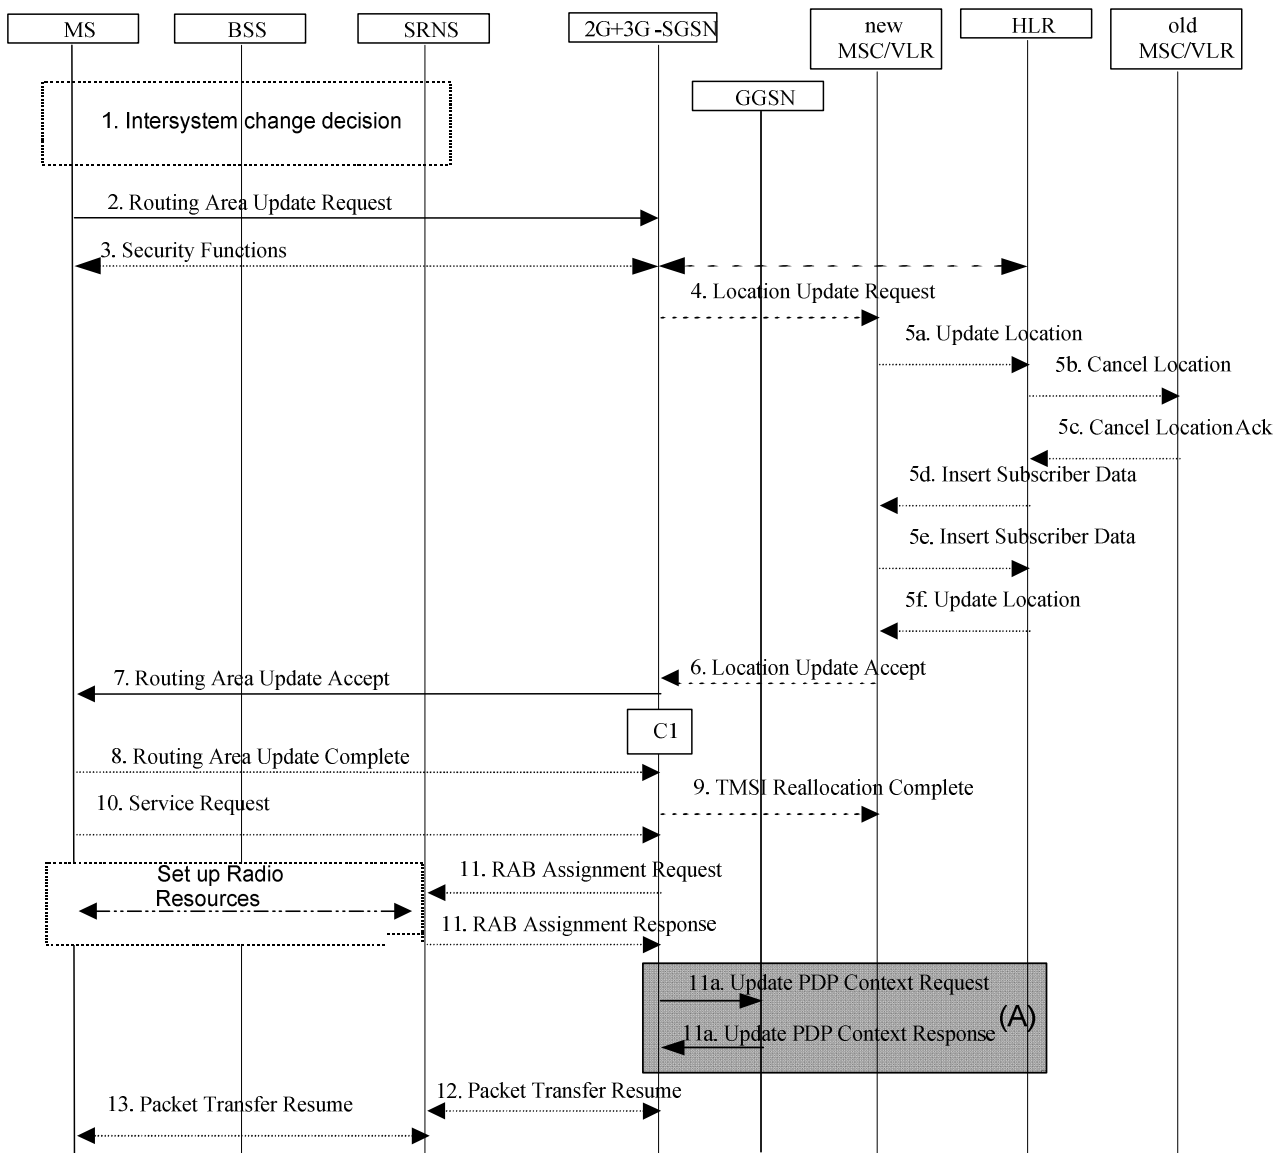 MS
BSS
SRNS
2G+3G-SGSN
new
MSC/VLR
HLR
old
MSC/VLR
GGSN
1. Intersystem change decision
2. Routing Area Update Request
3. Security Functions
4. Location Update Request
5a. Update Location
5b. Cancel Location
5c. Cancel Location Ack
5d. Insert Subscriber Data
5e. Insert Subscriber Data
5f. Update Location
6. Location Update Accept
7. Routing Area Update Accept
C1
8. Routing Area Update Complete
9. TMSI Reallocation Complete
10. Service Request
11. RAB Assignment Request
Set up Radio
Resources
11. RAB Assignment Response
11a. Update PDP Context Request
(A)
11a. Update PDP Context Response
12. Packet Transfer Resume
13. Packet Transfer Resume